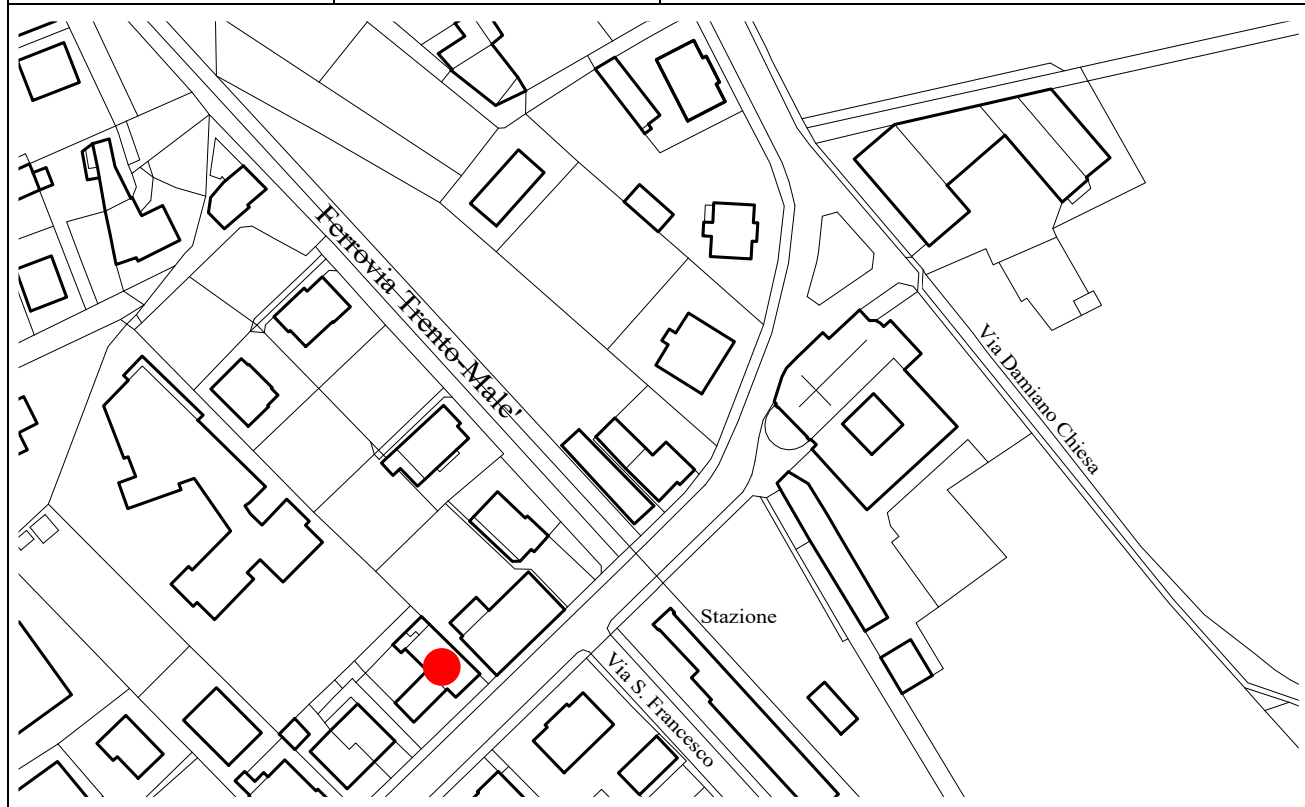 Ferrovia Trento-Male'
Via Damiano Chiesa
Stazione
Via S. Francesco